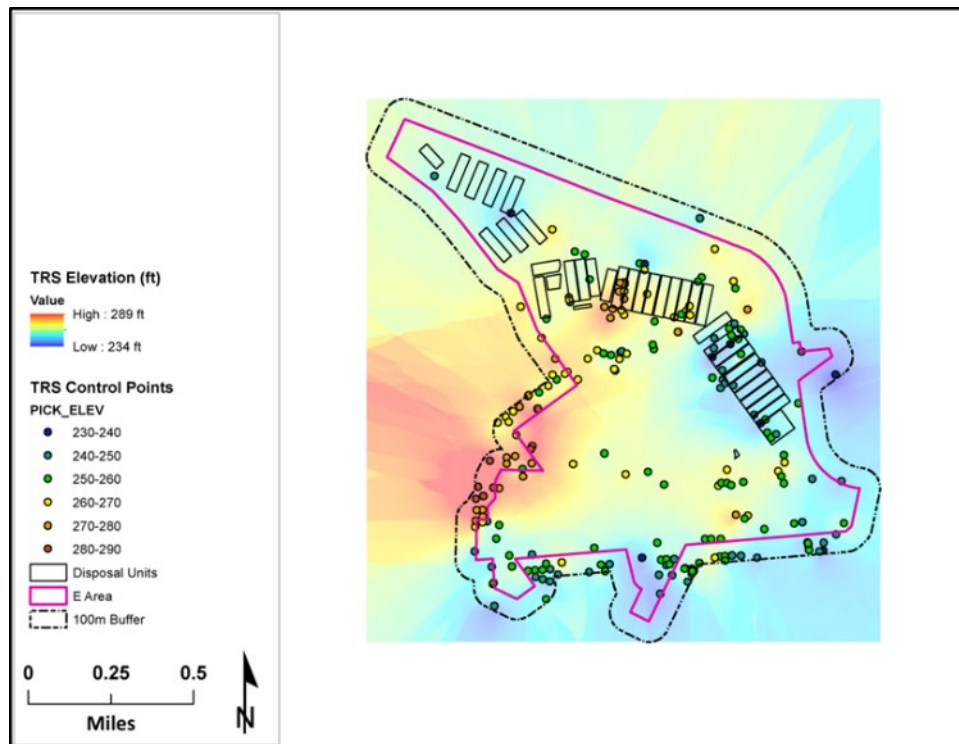 TRS Elevation (ft)
Value
High : 289 ft
Low : 234 ft
TRS Control Points
PICK_ELEV
230-240
240-250
250-260
260-270
270-280
280-290
Disposal Units
E Area
100m Buffer
0 0.25 0.5
Miles
N